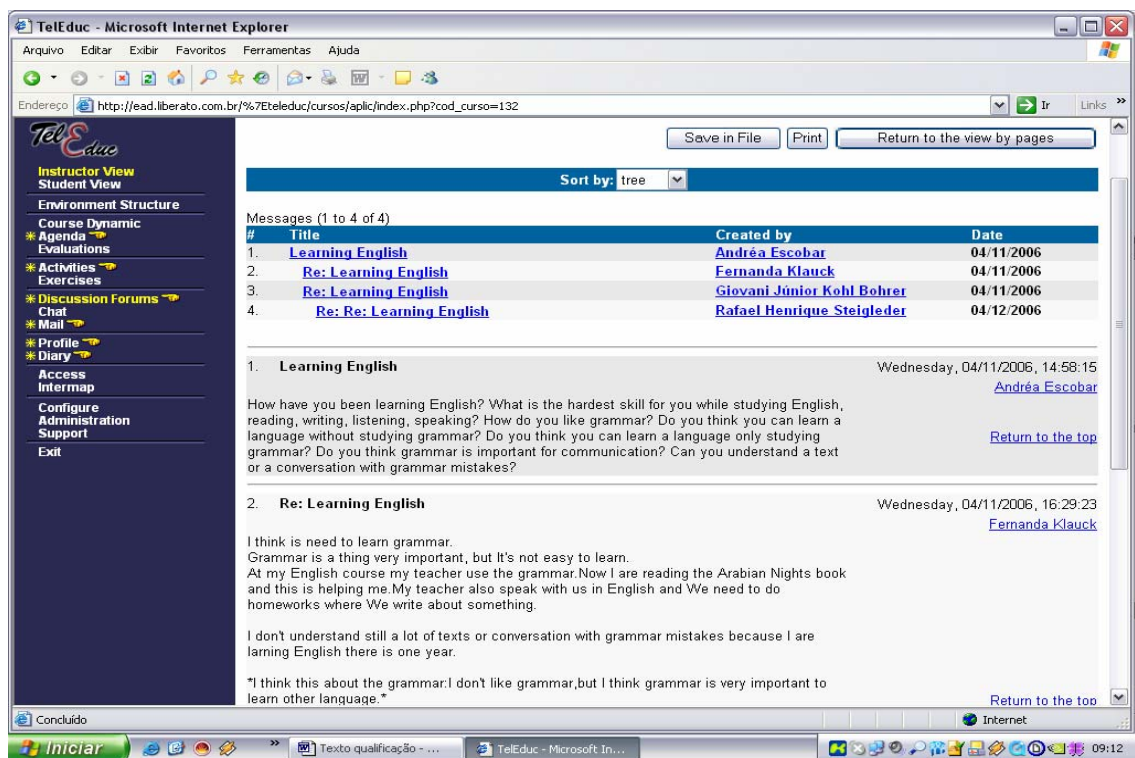 TelEduc - Microsoft Internet Explorer
Arquivo Editar Exibir Favoritos Ferramentas Ajuda
Endereço http://ead.liberato.com.br/%7Eteleduc/cursos/aplic/index.php?cod_curso=132 Ir Links »
TelEduc
Instructor View
Student View
Environment Structure
Course Dynamic
Agenda
Evaluations
Activities
Exercises
Discussion Forums
Chat
Mail
Profile
Diary
Access
Intermap
Configure
Administration
Support
Exit
Save in File Print Return to the view by pages
Sort by: tree
Messages (1 to 4 of 4)
# Title Created by Date
1. Learning English Andréa Escobar 04/11/2006
2. Re: Learning English Fernanda Klauck 04/11/2006
3. Re: Learning English Giovani Júnior Kohl Bohrer 04/11/2006
4. Re: Re: Learning English Rafael Henrique Steigleder 04/12/2006
1. Learning English Wednesday, 04/11/2006, 14:58:15
Andréa Escobar
How have you been learning English? What is the hardest skill for you while studying English,
reading, writing, listening, speaking? How do you like grammar? Do you think you can learn a
language without studying grammar? Do you think you can learn a language only studying
grammar? Do you think grammar is important for communication? Can you understand a text
or a conversation with grammar mistakes?
Return to the top
2. Re: Learning English Wednesday, 04/11/2006, 16:29:23
Fernanda Klauck
I think is need to learn grammar.
Grammar is a thing very important, but It's not easy to learn.
At my English course my teacher use the grammar.Now I are reading the Arabian Nights book
and this is helping me.My teacher also speak with us in English and We need to do
homeworks where We write about something.
I don't understand still a lot of texts or conversation with grammar mistakes because I are
larning English there is one year.
*I think this about the grammar:I don't like grammar,but I think grammar is very important to
learn other language.*
Return to the top
Concluído Internet
Iniciar » Texto qualificação - ... TelEduc - Microsoft In... 09:12